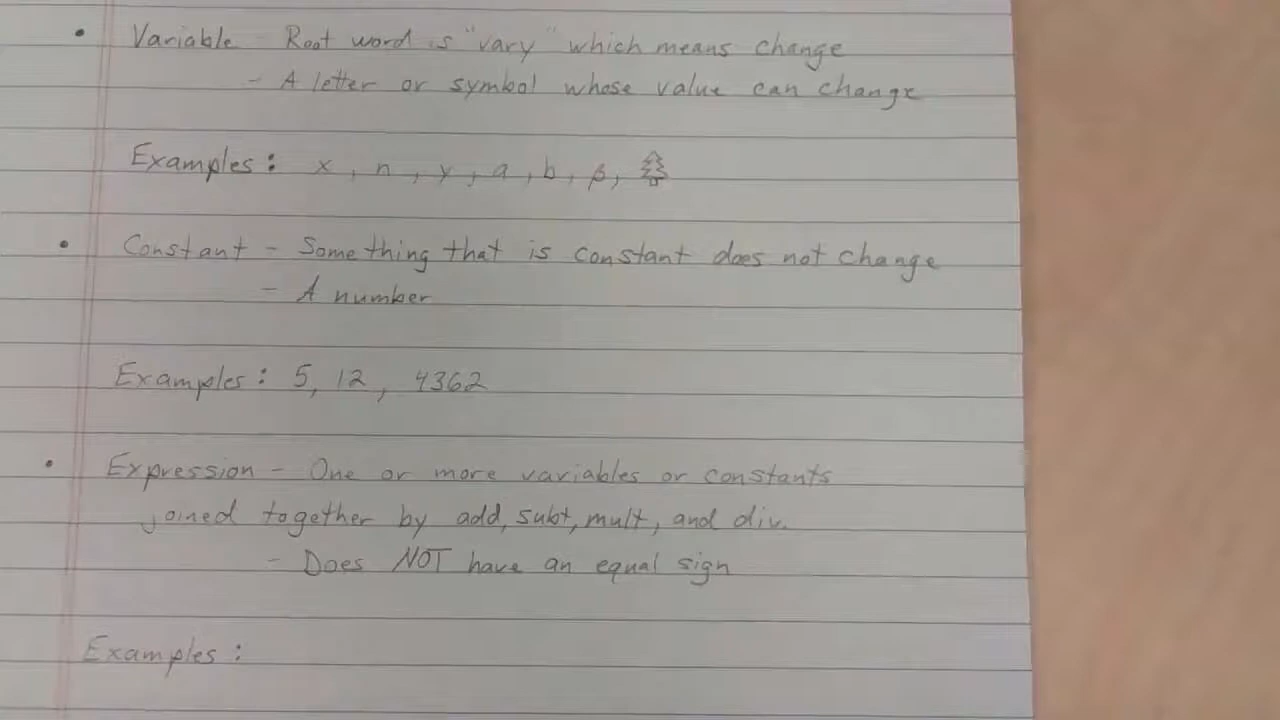 • Variable - Root word is "vary" which means change
- A letter or symbol whose value can change
Examples: x, n, y, a, b, β,
• Constant - Something that is constant does not change
- A number
Examples: 5, 12, 4362
• Expression - One or more variables or constants
joined together by add, subt, mult, and div.
- Does NOT have an equal sign
Examples: